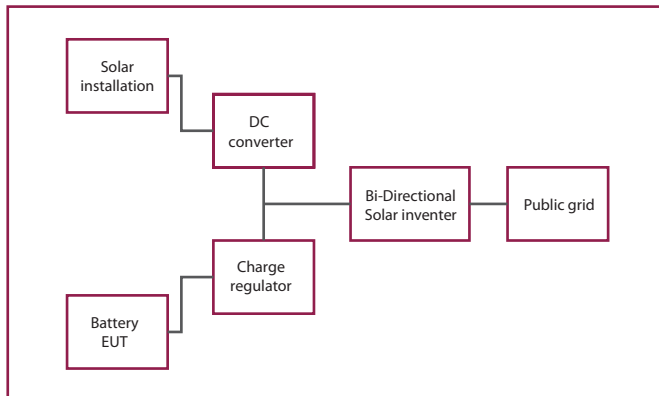 Solar
installation
DC
converter
Bi-Directional
Solar inventer
Public grid
Charge
regulator
Battery
EUT